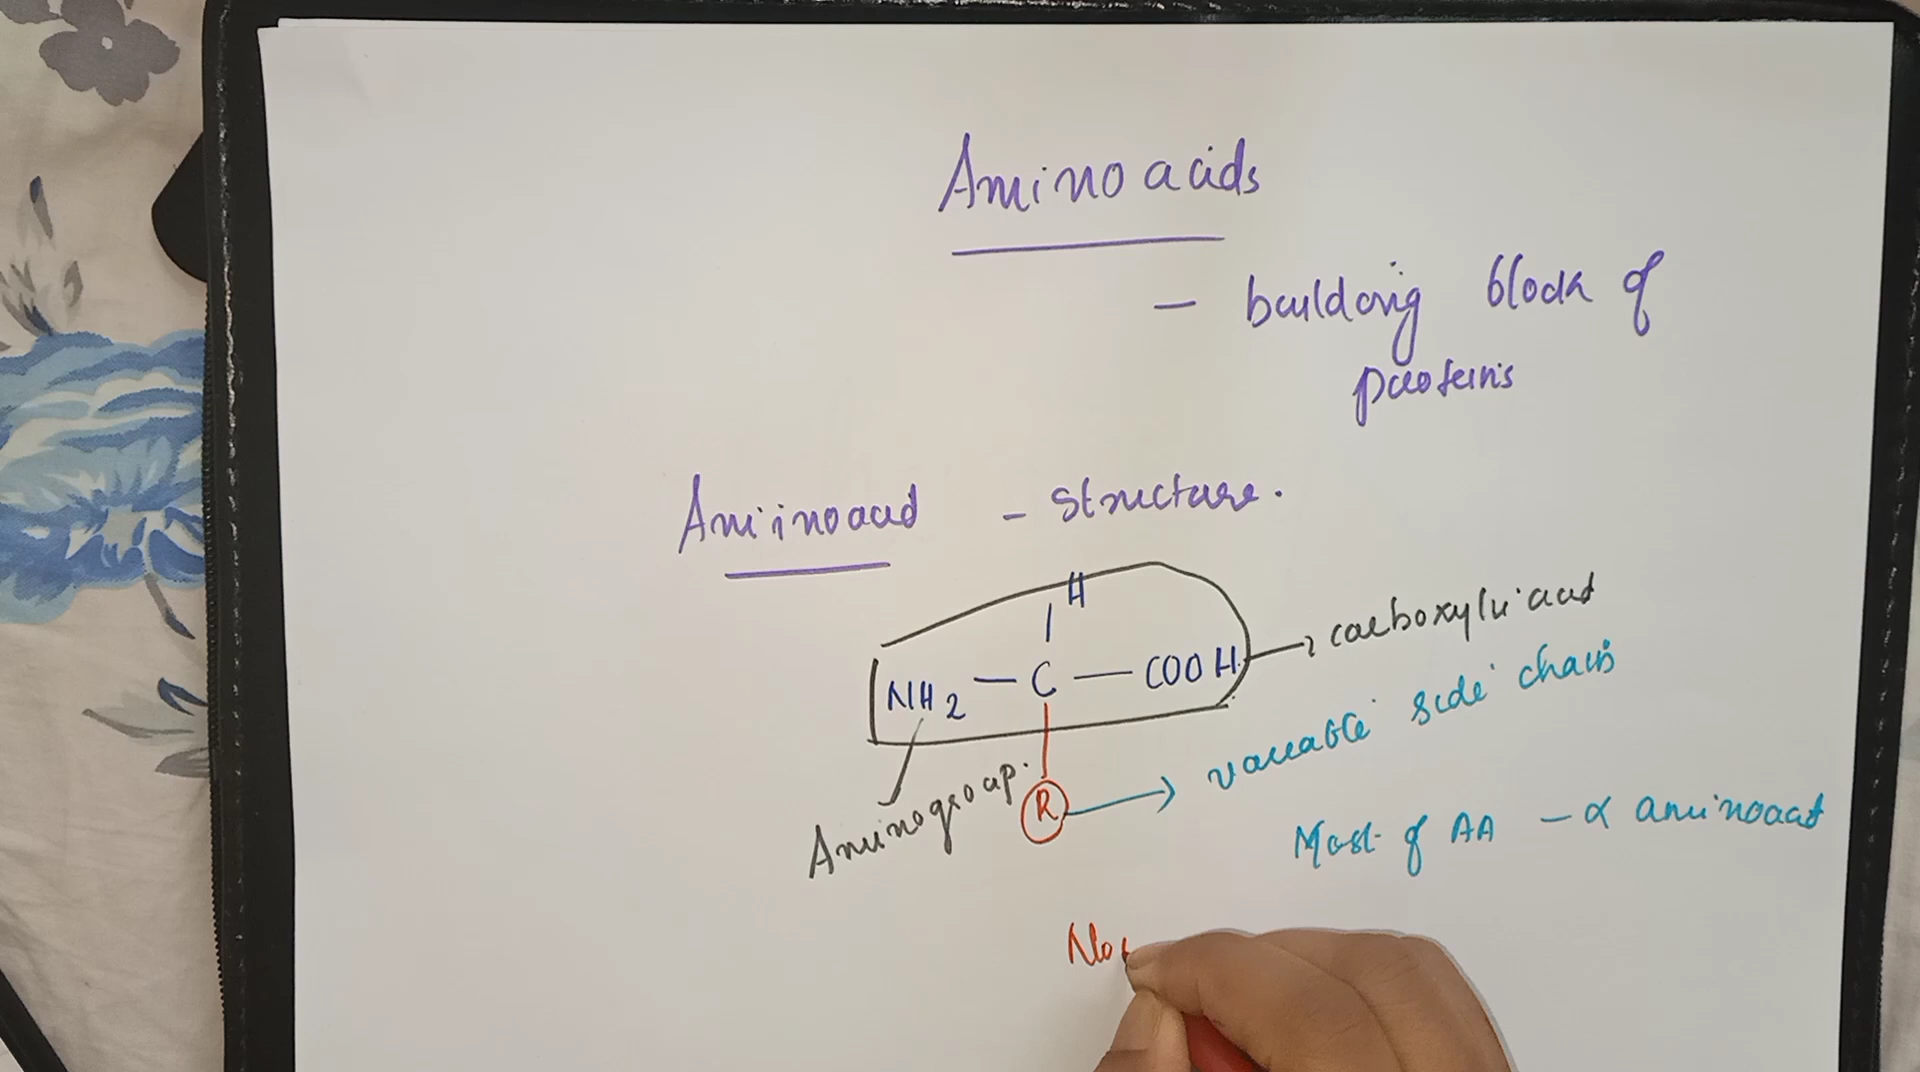 Amino acids
- building block of
proteins
Aminoacid - structure.
H
NH2 - C - COOH → carboxylic acid
R → variable side chain
Aminogroup.
Most of AA - α aminoacid
No